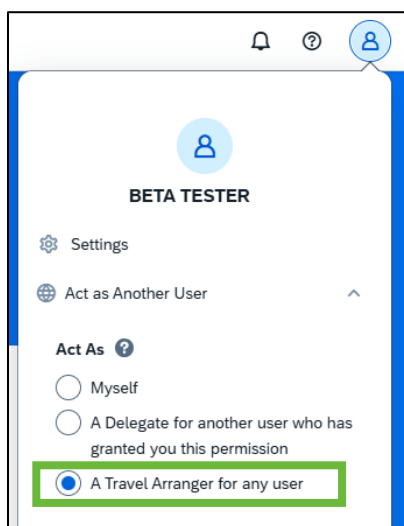 BETA TESTER
Settings
Act as Another User
Act As ?
Myself
A Delegate for another user who has
granted you this permission
A Travel Arranger for any user